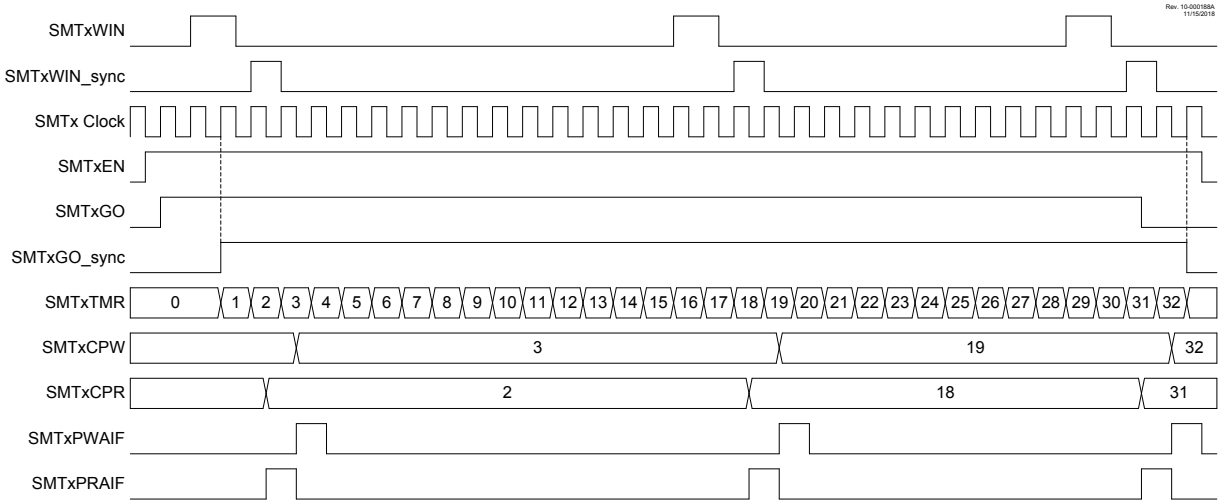 Rev. 10-000188A
11/15/2018
SMTxWIN
SMTxWIN_sync
SMTx Clock
SMTxEN
SMTxGO
SMTxGO_sync
SMTxTMR 0 1 2 3 4 5 6 7 8 9 10 11 12 13 14 15 16 17 18 19 20 21 22 23 24 25 26 27 28 29 30 31 32
SMTxCPW 3 19 32
SMTxCPR 2 18 31
SMTxPWAIF
SMTxPRAIF